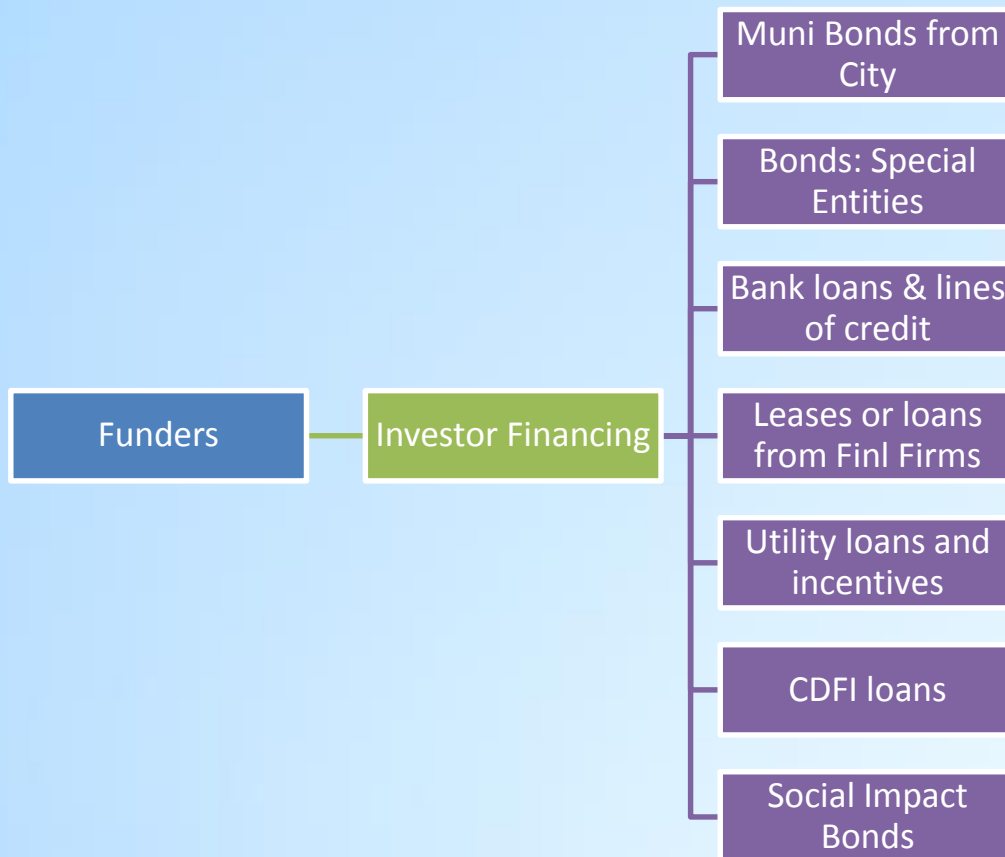 Muni Bonds from
City
Bonds: Special
Entities
Bank loans & lines
of credit
Funders
Investor Financing
Leases or loans
from Finl Firms
Utility loans and
incentives
CDFI loans
Social Impact
Bonds